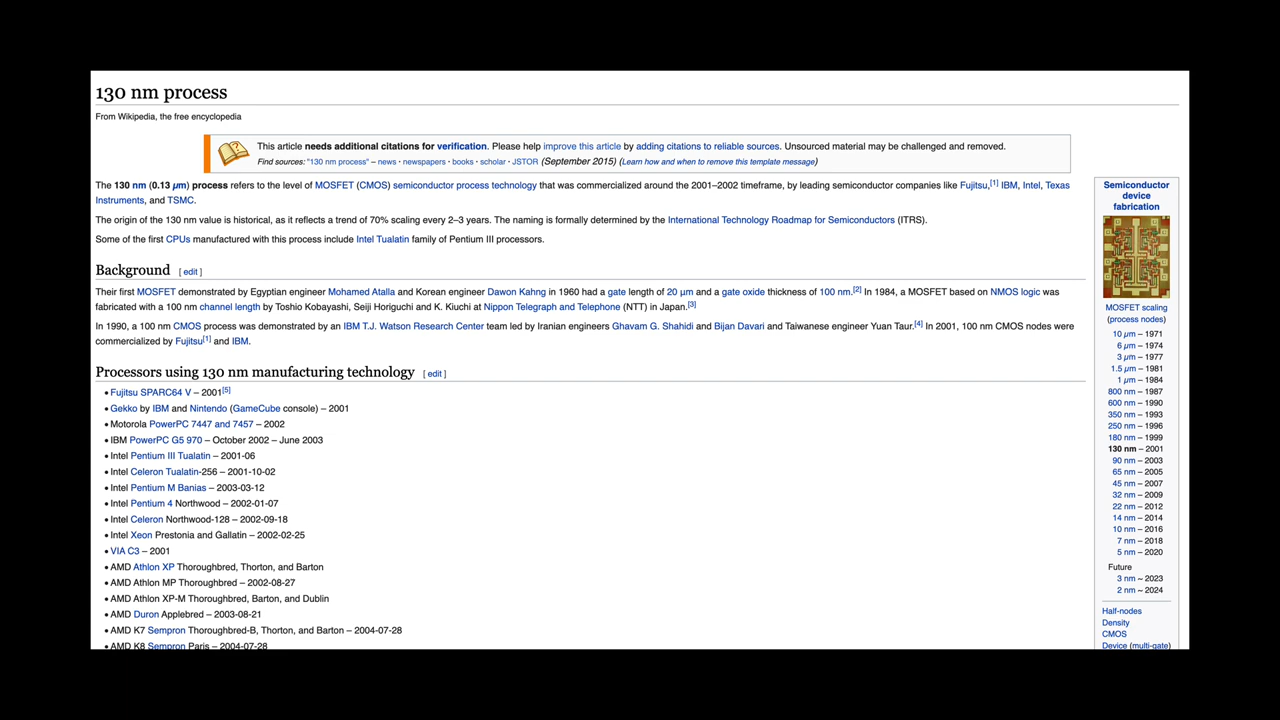 130 nm process
From Wikipedia, the free encyclopedia
This article needs additional citations for verification. Please help improve this article by adding citations to reliable sources. Unsourced material may be challenged and removed.
Find sources: "130 nm process" – news · newspapers · books · scholar · JSTOR (September 2015) (Learn how and when to remove this template message)
The 130 nm (0.13 μm) process refers to the level of MOSFET (CMOS) semiconductor process technology that was commercialized around the 2001–2002 timeframe, by leading semiconductor companies like Fujitsu,[1] IBM, Intel, Texas
Instruments, and TSMC.
The origin of the 130 nm value is historical, as it reflects a trend of 70% scaling every 2–3 years. The naming is formally determined by the International Technology Roadmap for Semiconductors (ITRS).
Some of the first CPUs manufactured with this process include Intel Tualatin family of Pentium III processors.
Background [ edit ]
Their first MOSFET demonstrated by Egyptian engineer Mohamed Atalla and Korean engineer Dawon Kahng in 1960 had a gate length of 20 μm and a gate oxide thickness of 100 nm.[2] In 1984, a MOSFET based on NMOS logic was
fabricated with a 100 nm channel length by Toshio Kobayashi, Seiji Horiguchi and K. Kiuchi at Nippon Telegraph and Telephone (NTT) in Japan.[3]
In 1990, a 100 nm CMOS process was demonstrated by an IBM T.J. Watson Research Center team led by Iranian engineers Ghavam G. Shahidi and Bijan Davari and Taiwanese engineer Yuan Taur.[4] In 2001, 100 nm CMOS nodes were
commercialized by Fujitsu[1] and IBM.
Processors using 130 nm manufacturing technology [ edit ]
• Fujitsu SPARC64 V – 2001[5]
• Gekko by IBM and Nintendo (GameCube console) – 2001
• Motorola PowerPC 7447 and 7457 – 2002
• IBM PowerPC G5 970 – October 2002 – June 2003
• Intel Pentium III Tualatin – 2001-06
• Intel Celeron Tualatin-256 – 2001-10-02
• Intel Pentium M Banias – 2003-03-12
• Intel Pentium 4 Northwood – 2002-01-07
• Intel Celeron Northwood-128 – 2002-09-18
• Intel Xeon Prestonia and Gallatin – 2002-02-25
• VIA C3 – 2001
• AMD Athlon XP Thoroughbred, Thorton, and Barton
• AMD Athlon MP Thoroughbred – 2002-08-27
• AMD Athlon XP-M Thoroughbred, Barton, and Dublin
• AMD Duron Applebred – 2003-08-21
• AMD K7 Sempron Thoroughbred-B, Thorton, and Barton – 2004-07-28
• AMD K8 Sempron Paris – 2004-07-28
Semiconductor
device
fabrication
MOSFET scaling
(process nodes)
10 μm – 1971
6 μm – 1974
3 μm – 1977
1.5 μm – 1981
1 μm – 1984
800 nm – 1987
600 nm – 1990
350 nm – 1993
250 nm – 1996
180 nm – 1999
130 nm – 2001
90 nm – 2003
65 nm – 2005
45 nm – 2007
32 nm – 2009
22 nm – 2012
14 nm – 2014
10 nm – 2016
7 nm – 2018
5 nm – 2020
Future
3 nm ~ 2023
2 nm ~ 2024
Half-nodes
Density
CMOS
Device (multi-gate)